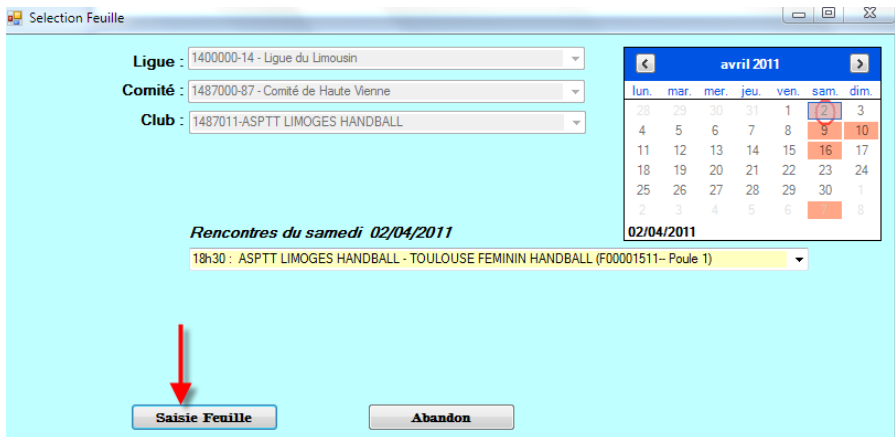 Selection Feuille
Ligue : 1400000-14 - Ligue du Limousin
Comité : 1487000-87 - Comité de Haute Vienne
Club : 1487011-ASPTT LIMOGES HANDBALL
avril 2011
lun. mar. mer. jeu. ven. sam. dim.
28 29 30 31 1 2 3
4 5 6 7 8 9 10
11 12 13 14 15 16 17
18 19 20 21 22 23 24
25 26 27 28 29 30 1
2 3 4 5 6 7 8
02/04/2011
Rencontres du samedi 02/04/2011
18h30 : ASPTT LIMOGES HANDBALL - TOULOUSE FEMININ HANDBALL (F00001511-- Poule 1)
Saisie Feuille
Abandon